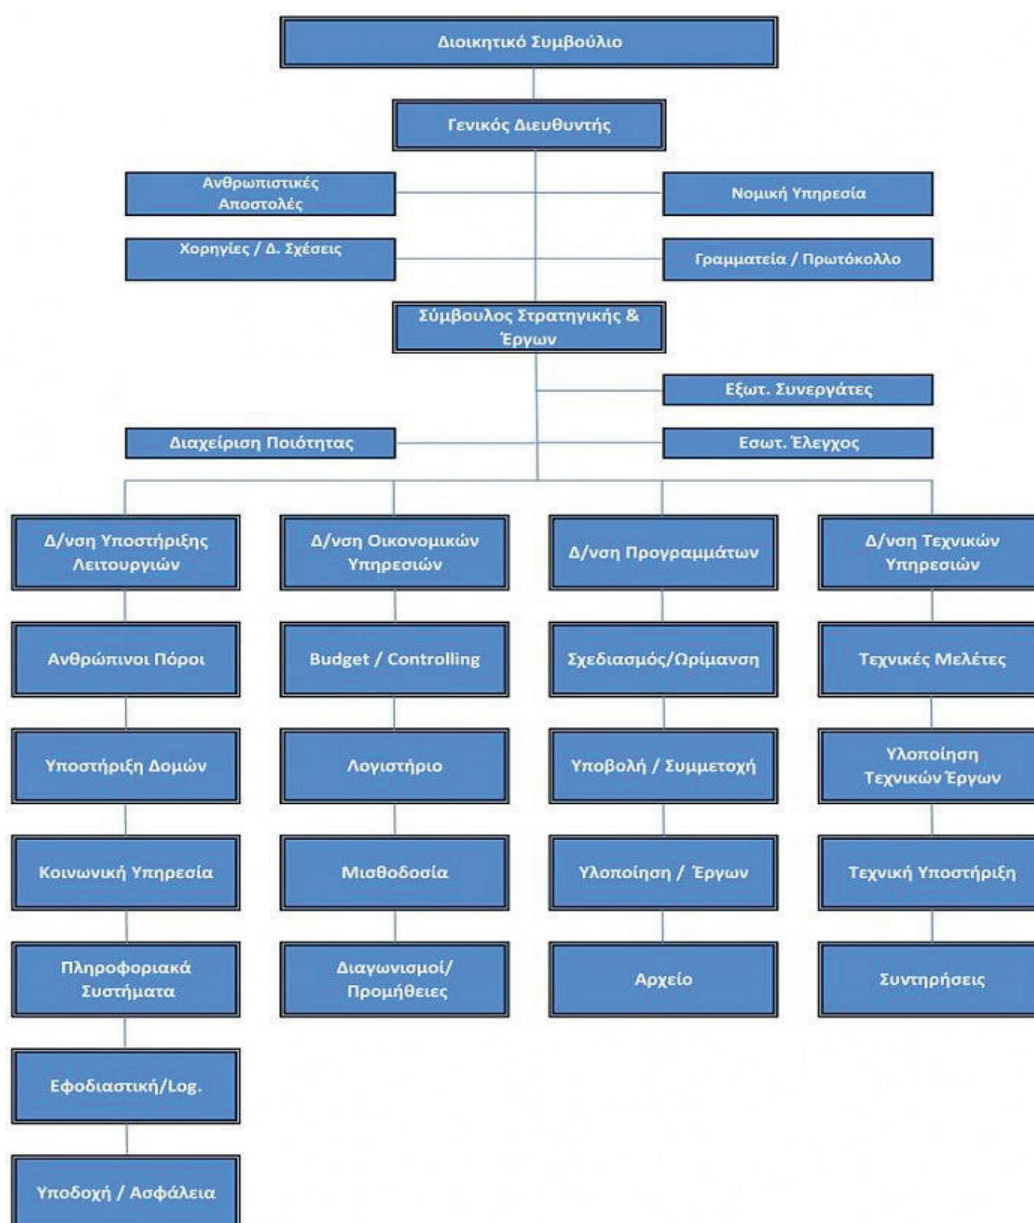 Διοικητικό Συμβούλιο
Γενικός Διευθυντής
Ανθρωπιστικές
Αποστολές
Νομική Υπηρεσία
Χορηγίες / Δ. Σχέσεις
Γραμματεία / Πρωτόκολλο
Σύμβουλος Στρατηγικής &
Έργων
Εξωτ. Συνεργάτες
Διαχείριση Ποιότητας
Εσωτ. Έλεγχος
Δ/νση Υποστήριξης
Λειτουργιών
Δ/νση Οικονομικών
Υπηρεσιών
Δ/νση Προγραμμάτων
Δ/νση Τεχνικών
Υπηρεσιών
Ανθρώπινοι Πόροι
Budget / Controlling
Σχεδιασμός/Ωρίμανση
Τεχνικές Μελέτες
Υποστήριξη Δομών
Λογιστήριο
Υποβολή / Συμμετοχή
Υλοποίηση
Τεχνικών Έργων
Κοινωνική Υπηρεσία
Μισθοδοσία
Υλοποίηση / Έργων
Τεχνική Υποστήριξη
Πληροφοριακά
Συστήματα
Διαγωνισμοί/
Προμήθειες
Αρχείο
Συντηρήσεις
Εφοδιαστική/Log.
Υποδοχή / Ασφάλεια